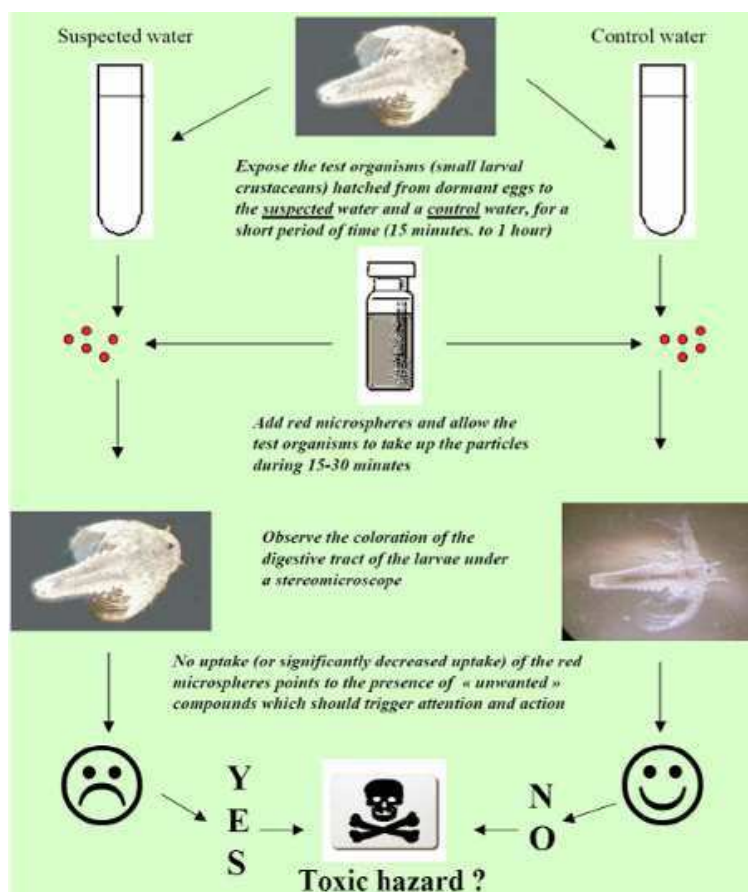 Suspected water
Control water
Expose the test organisms (small larval
crustaceans) hatched from dormant eggs to
the suspected water and a control water, for a
short period of time (15 minutes. to 1 hour)
Add red microspheres and allow the
test organisms to take up the particles
during 15-30 minutes
Observe the coloration of the
digestive tract of the larvae under
a stereomicroscope
No uptake (or significantly decreased uptake) of the red
microspheres points to the presence of « unwanted »
compounds which should trigger attention and action
YES
NO
Toxic hazard ?